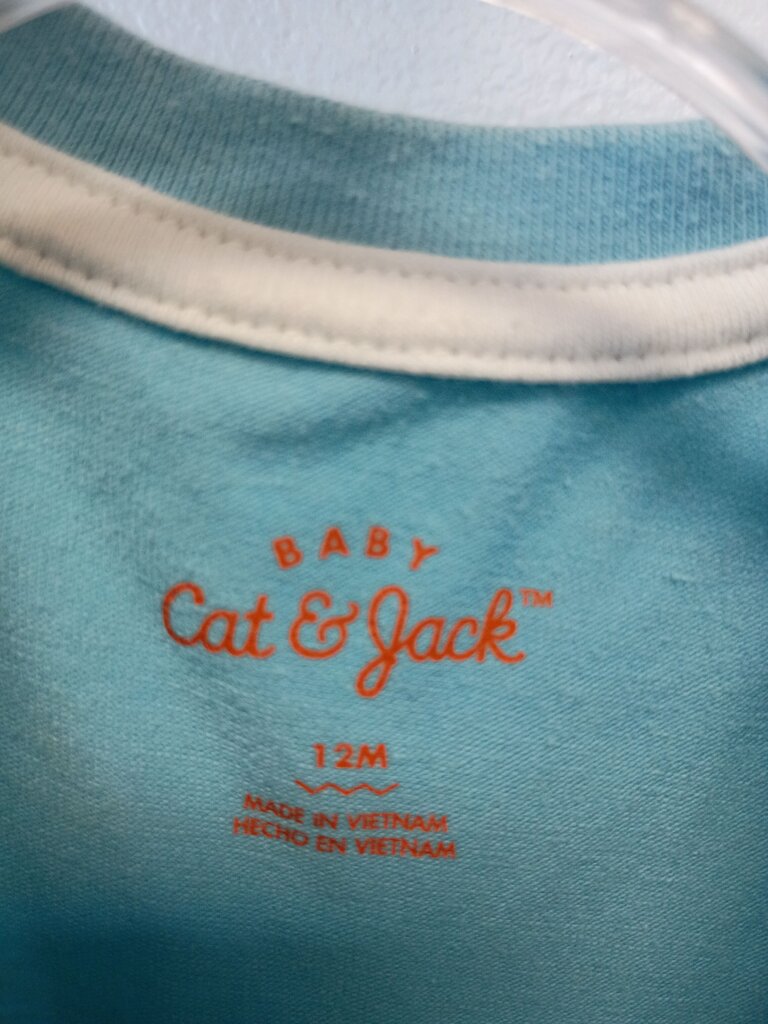 BABY
Cat & Jack™
12M
MADE IN VIETNAM
HECHO EN VIETNAM